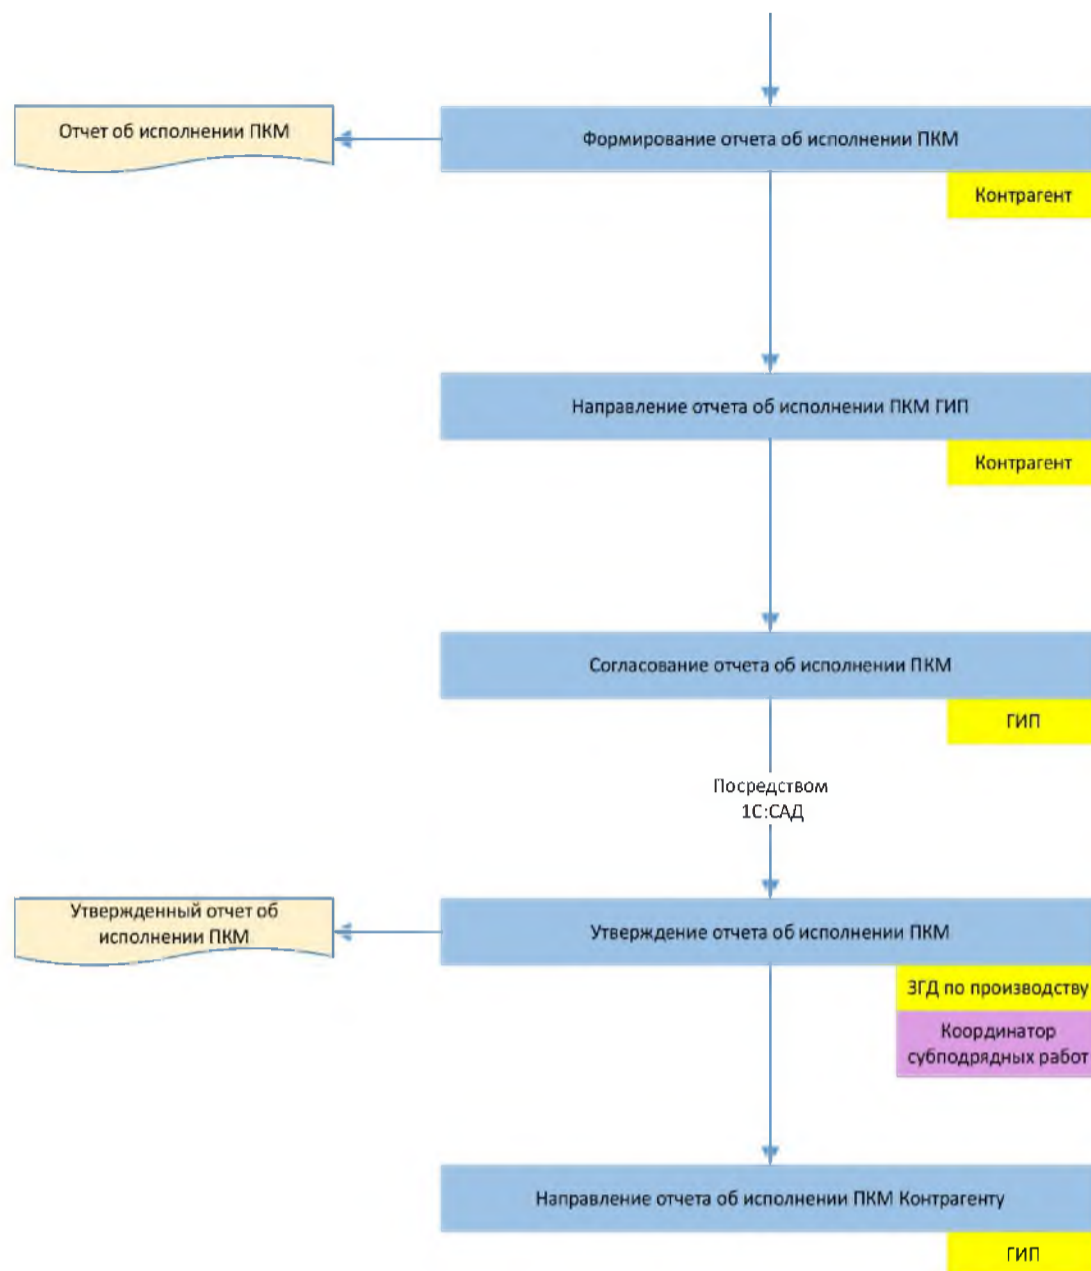 Отчет об исполнении ПКМ
Формирование отчета об исполнении ПКМ
Контрагент
Направление отчета об исполнении ПКМ ГИП
Контрагент
Согласование отчета об исполнении ПКМ
ГИП
Посредством
1С:САД
Утвержденный отчет об
исполнении ПКМ
Утверждение отчета об исполнении ПКМ
ЗГД по производству
Координатор
субподрядных работ
Направление отчета об исполнении ПКМ Контрагенту
ГИП